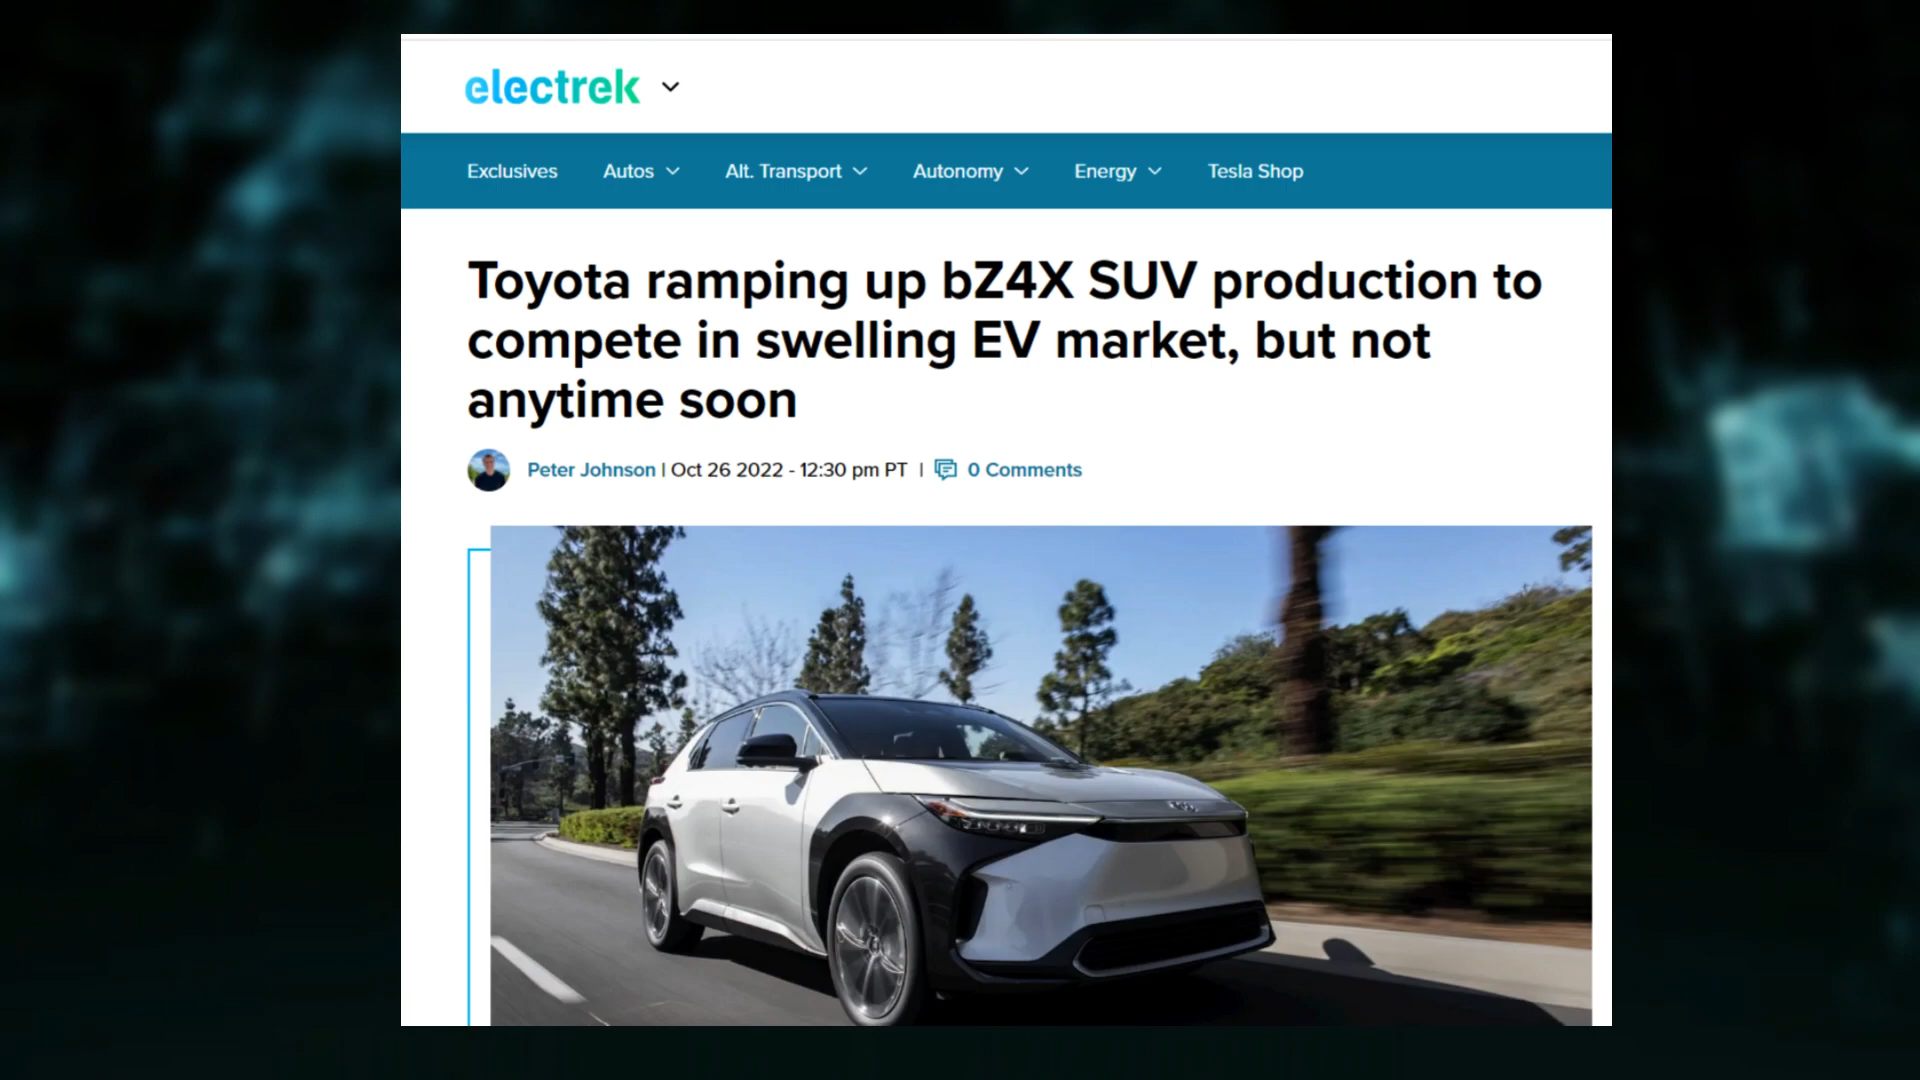 electrek
Exclusives Autos Alt. Transport Autonomy Energy Tesla Shop
Toyota ramping up bZ4X SUV production to
compete in swelling EV market, but not
anytime soon
Peter Johnson | Oct 26 2022 - 12:30 pm PT | 0 Comments